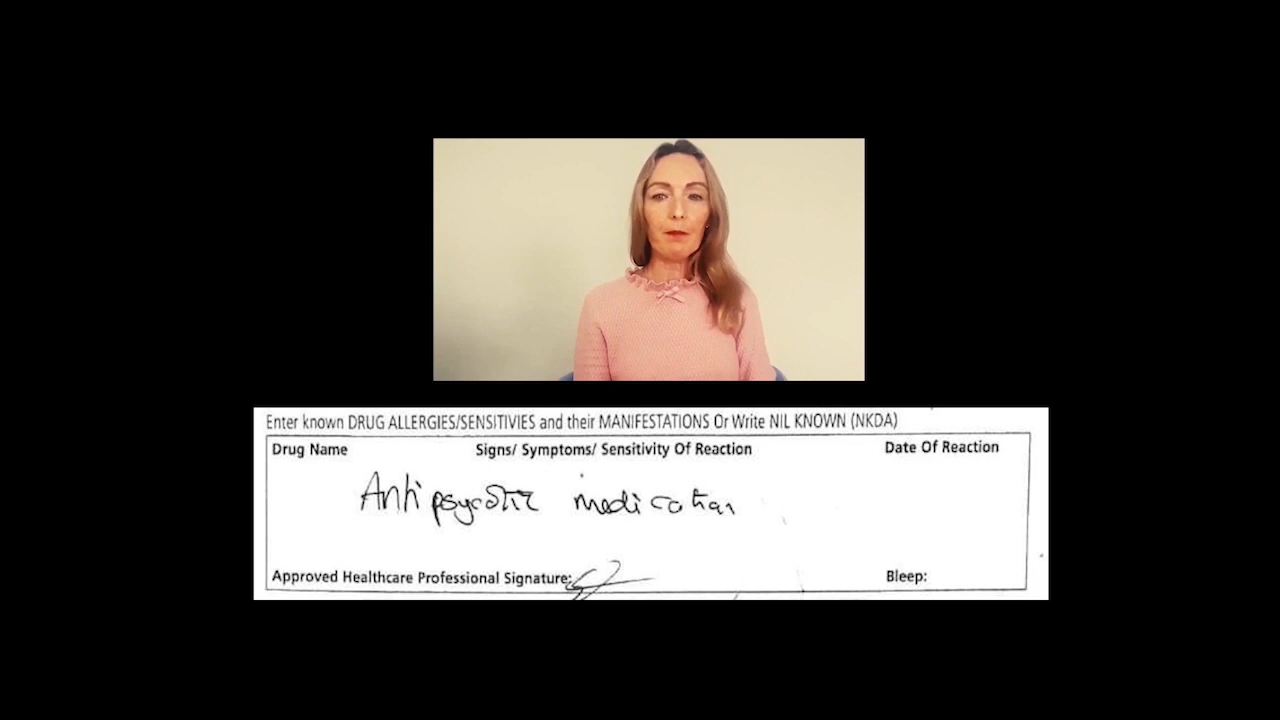 Enter known DRUG ALLERGIES/SENSITIVIES and their MANIFESTATIONS Or Write NIL KNOWN (NKDA)
Drug Name Signs/ Symptoms/ Sensitivity Of Reaction Date Of Reaction
Antipsycotic medication
Approved Healthcare Professional Signature: Bleep: